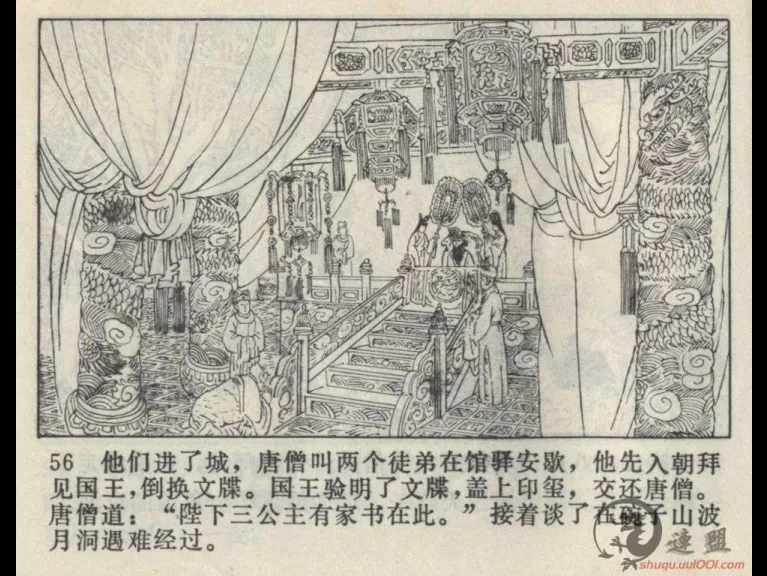 56 他们进了城，唐僧叫两个徒弟在馆驿安歇，他先入朝拜
见国王，倒换文牒。国王验明了文牒，盖上印玺，交还唐僧。
唐僧道：“陛下三公主有家书在此。”接着谈了在碗子山波
月洞遇难经过。
連盟
shuqu.uul00l.com